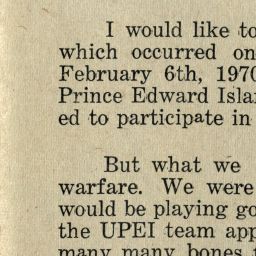 I would like to
which occurred on
February 6th, 1970
Prince Edward Isla
ed to participate in
But what we
warfare. We were
would be playing go
the UPEI team app
many many bones